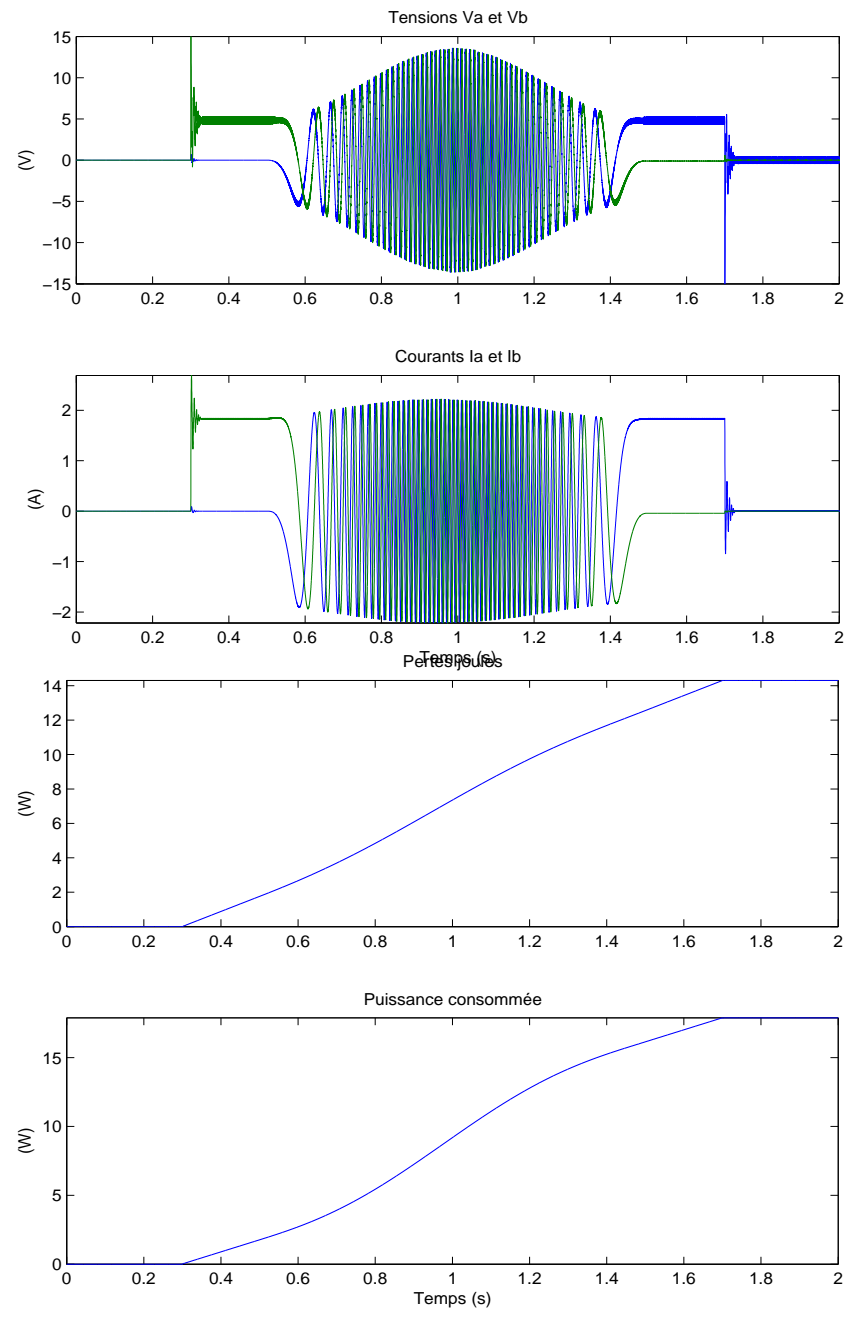 Tensions Va et Vb
15
10
5
0
−5
−10
−15
(V)
0 0.2 0.4 0.6 0.8 1 1.2 1.4 1.6 1.8 2
Courants Ia et Ib
2
1
0
−1
−2
(A)
0 0.2 0.4 0.6 0.8 1 1.2 1.4 1.6 1.8 2
Temps (s)
Pertes joules
14
12
10
8
6
4
2
0
(W)
0 0.2 0.4 0.6 0.8 1 1.2 1.4 1.6 1.8 2
Puissance consommée
15
10
5
0
(W)
0 0.2 0.4 0.6 0.8 1 1.2 1.4 1.6 1.8 2
Temps (s)